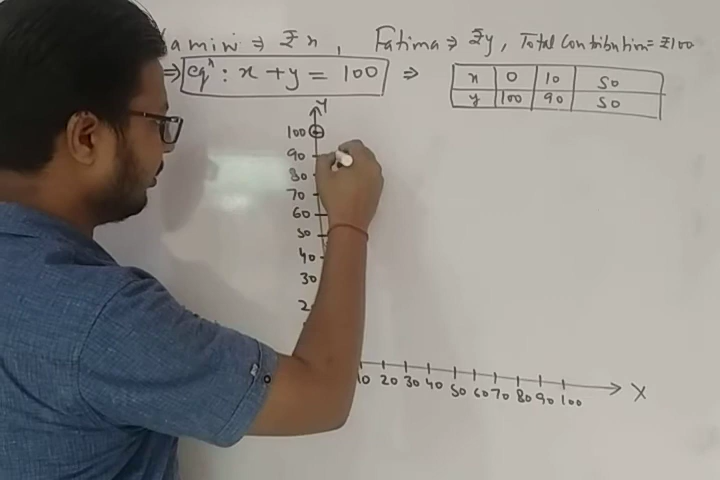 amini ⇒ ₹x, Fatima ⇒ ₹y, Total Contribution = ₹100
⇒ eqⁿ: x + y = 100 ⇒
x 0 10 50
y 100 90 50
Y
100
90
80
70
60
50
40
30
2
10 20 30 40 50 60 70 80 90 100 X